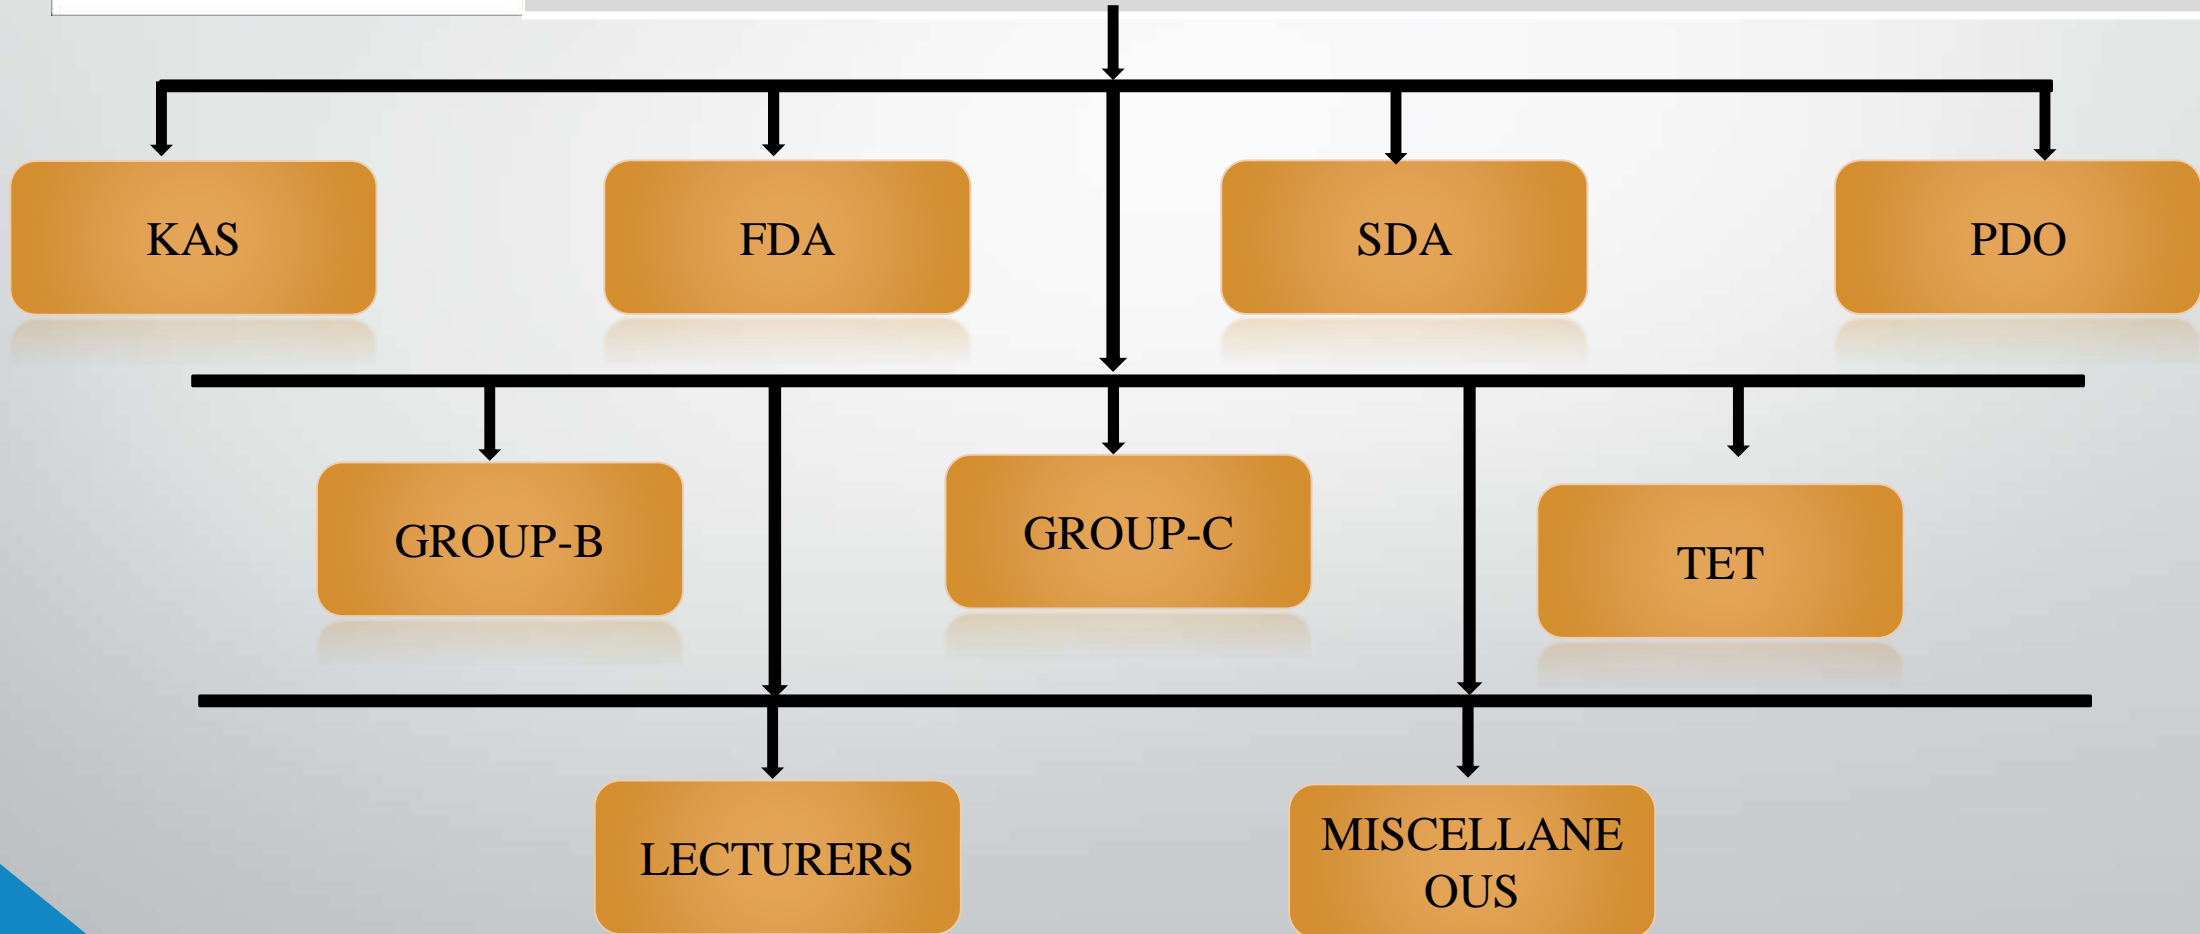 KAS
FDA
SDA
PDO
GROUP-B
GROUP-C
TET
LECTURERS
MISCELLANE
OUS